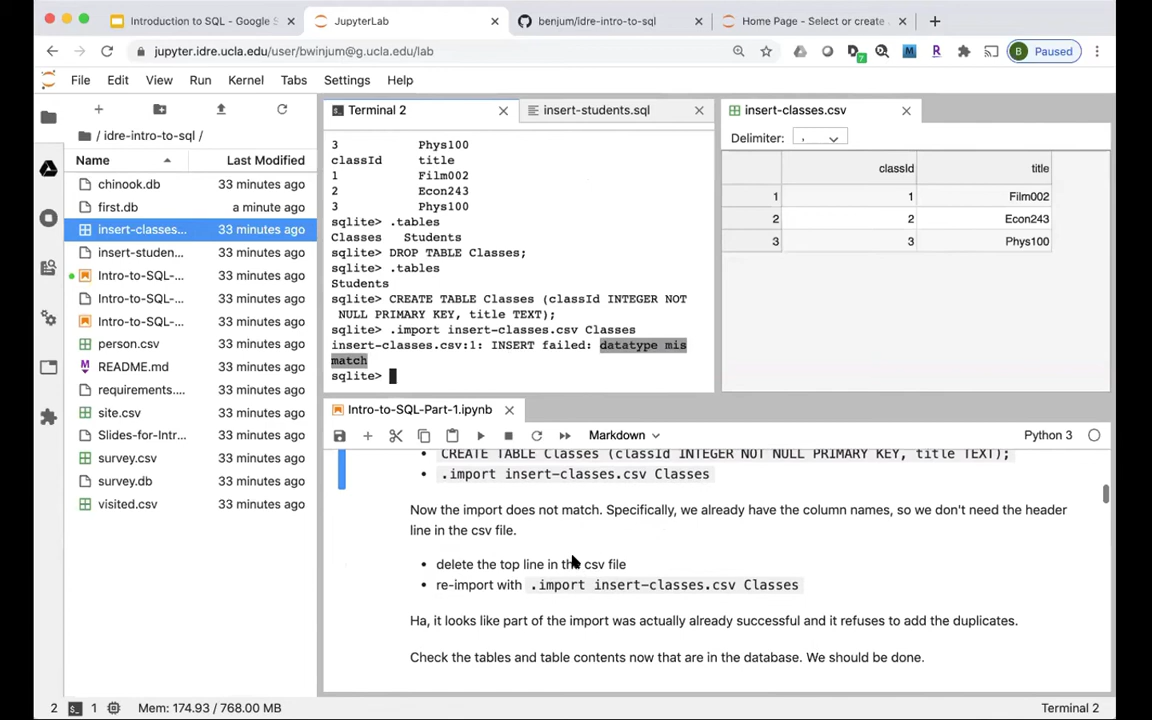 Introduction to SQL - Google S
JupyterLab
benjum/idre-intro-to-sql
Home Page - Select or create
jupyter.idre.ucla.edu/user/bwinjum@g.ucla.edu/lab
7
M
R
B
Paused
File Edit View Run Kernel Tabs Settings Help
/ idre-intro-to-sql /
Name Last Modified
chinook.db 33 minutes ago
first.db a minute ago
insert-classes... 33 minutes ago
insert-studen... 33 minutes ago
Intro-to-SQL-... 33 minutes ago
Intro-to-SQL-... 33 minutes ago
Intro-to-SQL-... 33 minutes ago
person.csv 33 minutes ago
README.md 33 minutes ago
requirements.... 33 minutes ago
site.csv 33 minutes ago
Slides-for-Intr... 33 minutes ago
survey.csv 33 minutes ago
survey.db 33 minutes ago
visited.csv 33 minutes ago
Terminal 2
insert-students.sql
3 Phys100
classId title
1 Film002
2 Econ243
3 Phys100
sqlite> .tables
Classes Students
sqlite> DROP TABLE Classes;
sqlite> .tables
Students
sqlite> CREATE TABLE Classes (classId INTEGER NOT
NULL PRIMARY KEY, title TEXT);
sqlite> .import insert-classes.csv Classes
insert-classes.csv:1: INSERT failed: datatype mis
match
sqlite>
insert-classes.csv
Delimiter: ,
classId title
1 1 Film002
2 2 Econ243
3 3 Phys100
Intro-to-SQL-Part-1.ipynb
Markdown
Python 3
• CREATE TABLE Classes (classId INTEGER NOT NULL PRIMARY KEY, title TEXT);
• .import insert-classes.csv Classes
Now the import does not match. Specifically, we already have the column names, so we don't need the header
line in the csv file.
• delete the top line in the csv file
• re-import with .import insert-classes.csv Classes
Ha, it looks like part of the import was actually already successful and it refuses to add the duplicates.
Check the tables and table contents now that are in the database. We should be done.
2 1 Mem: 174.93 / 768.00 MB
Terminal 2